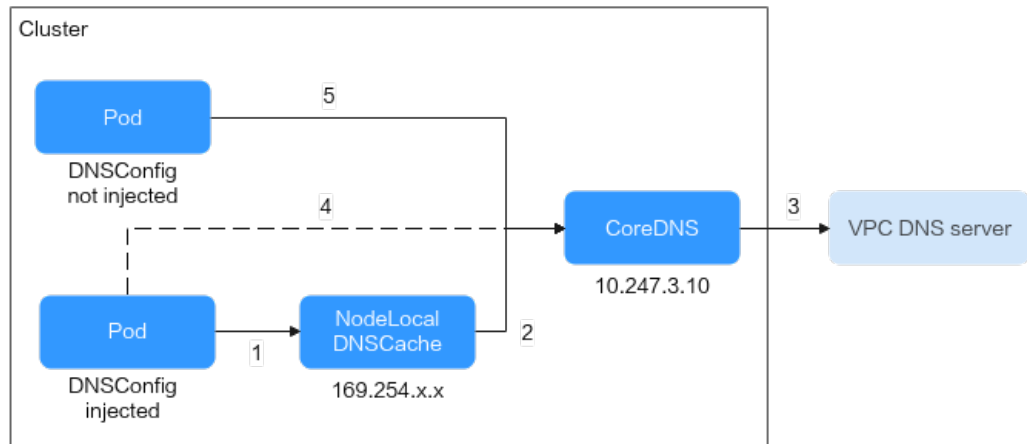 Cluster
Pod
DNSConfig
not injected
5
4
CoreDNS
10.247.3.10
3
VPC DNS server
Pod
DNSConfig
injected
1
NodeLocal
DNSCache
169.254.x.x
2